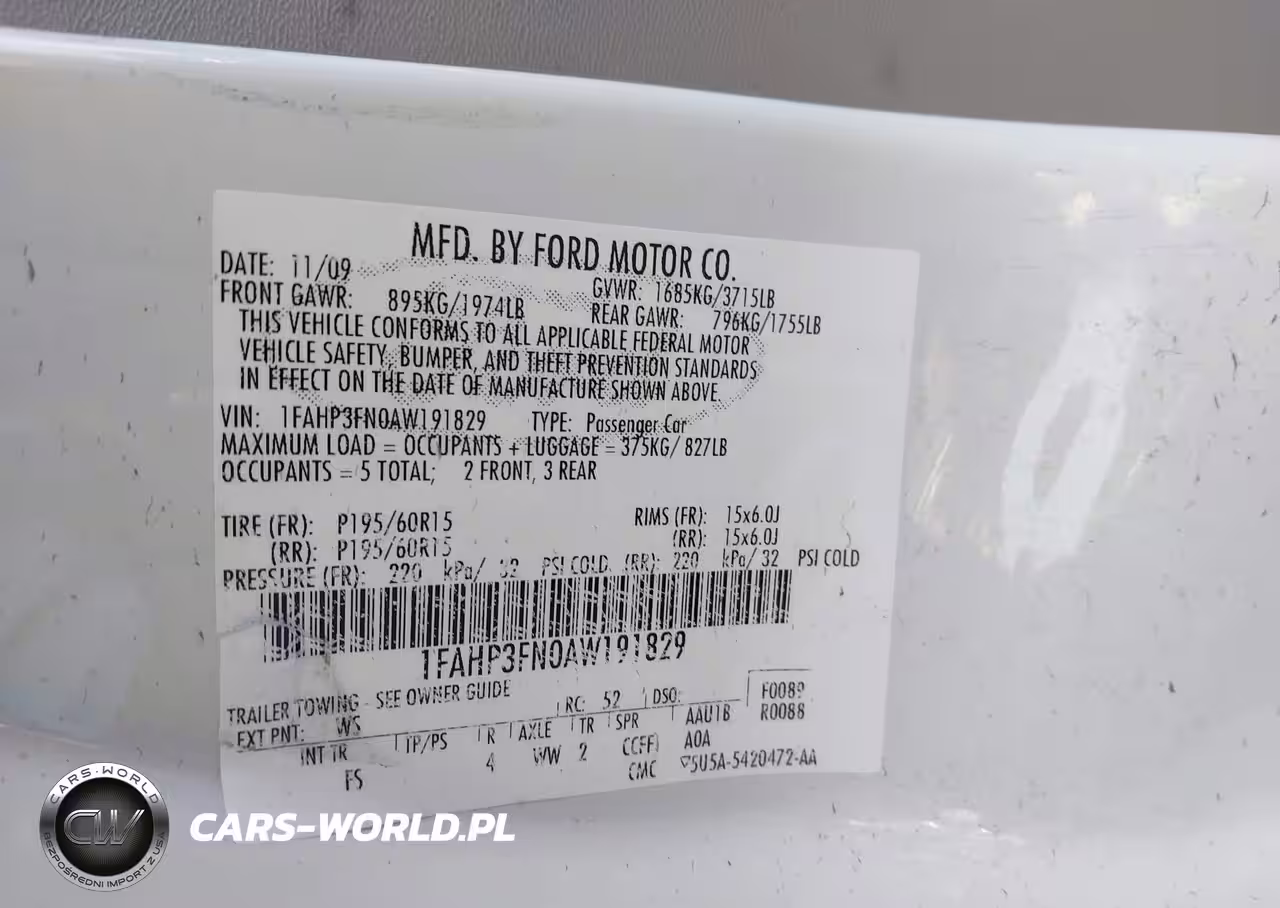 MFD. BY FORD MOTOR CO.
DATE: 11/09 GVWR: 1685KG/3715LB
FRONT GAWR: 895KG/1974LB REAR GAWR: 796KG/1755LB
THIS VEHICLE CONFORMS TO ALL APPLICABLE FEDERAL MOTOR
VEHICLE SAFETY, BUMPER, AND THEFT PREVENTION STANDARDS
IN EFFECT ON THE DATE OF MANUFACTURE SHOWN ABOVE.
VIN: 1FAHP3FN0AW191829 TYPE: Passenger Car
MAXIMUM LOAD = OCCUPANTS + LUGGAGE = 375KG/ 827LB
OCCUPANTS = 5 TOTAL; 2 FRONT, 3 REAR
TIRE (FR): P195/60R15 RIMS (FR): 15x6.0J
(RR): P195/60R15 (RR): 15x6.0J
PRESSURE (FR): 220 kPa/ 32 PSI COLD (RR): 220 kPa/ 32 PSI COLD
1FAHP3FN0AW191829
TRAILER TOWING - SEE OWNER GUIDE RC: 52 DSO: F0089
EXT PNT: WS AAU1B R0088
INT TR TP/PS R AXLE TR SPR A0A
FS 4 WW 2 CCFF
CMC 5U5A-5420472-AA
CARS-WORLD
CW
BEZPOŚREDNI IMPORT Z USA
CARS-WORLD.PL